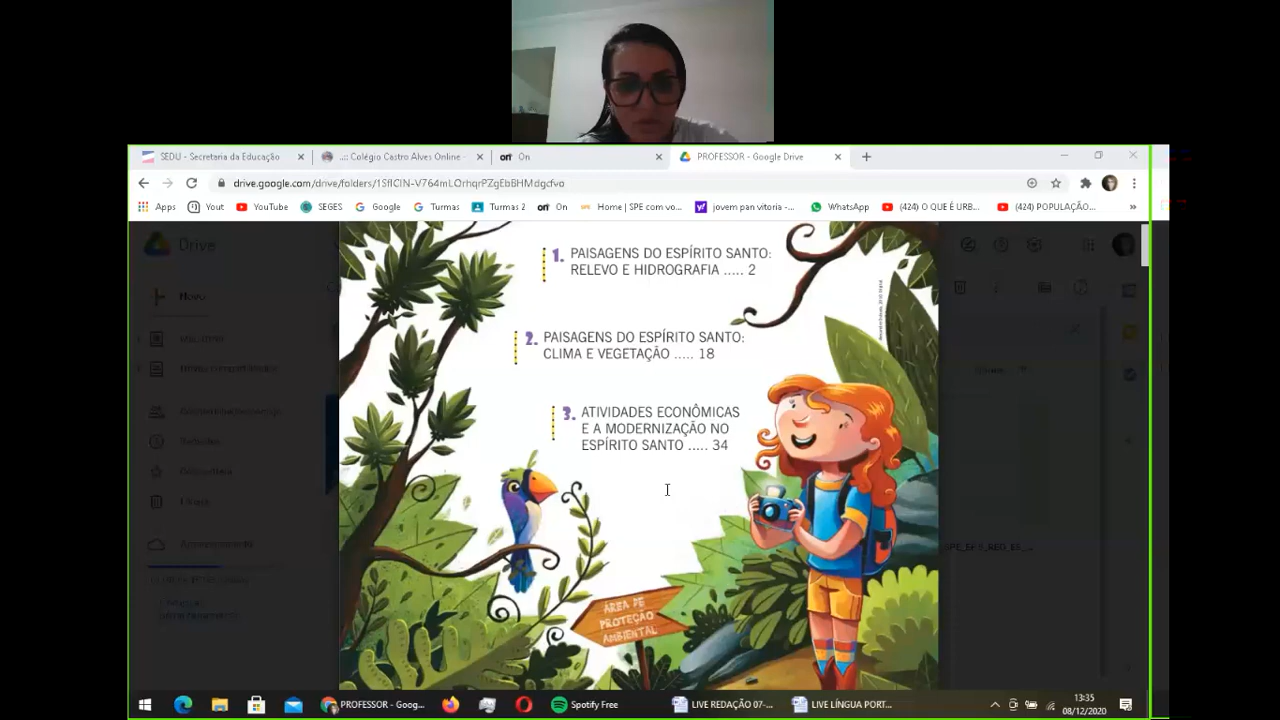 SEDU - Secretaria da Educação
..:: Colégio Castro Alves Online -
on
On
PROFESSOR - Google Drive
drive.google.com/drive/folders/
Apps
Yout
YouTube
SEGES
Google
Turmas
Turmas 2
on
On
Home | SPE com vo...
jovem pan vitoria -...
WhatsApp
(424) O QUE É URB...
(424) POPULAÇÃO...
»
Drive
Novo
1. PAISAGENS DO ESPÍRITO SANTO:
RELEVO E HIDROGRAFIA ..... 2
2. PAISAGENS DO ESPÍRITO SANTO:
CLIMA E VEGETAÇÃO ..... 18
3. ATIVIDADES ECONÔMICAS
E A MODERNIZAÇÃO NO
ESPÍRITO SANTO ..... 34
ÁREA DE
PROTEÇÃO
AMBIENTAL
PROFESSOR - Goog...
Spotify Free
LIVE REDAÇÃO 07-...
LIVE LÍNGUA PORT...
13:35
08/12/2020